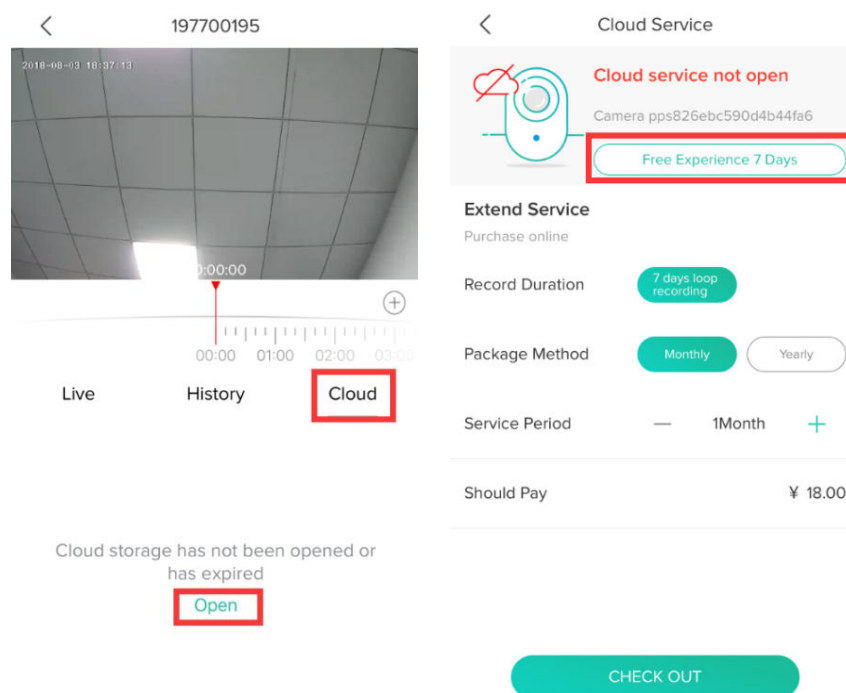 197700195
2018-08-03 18:37:13
0:00:00
00:00 01:00 02:00 03:00
Live History Cloud
Cloud storage has not been opened or
has expired
Open
Cloud Service
Cloud service not open
Camera pps826ebc590d4b44fa6
Free Experience 7 Days
Extend Service
Purchase online
Record Duration 7 days loop
recording
Package Method Monthly Yearly
Service Period — 1Month +
Should Pay ¥ 18.00
CHECK OUT